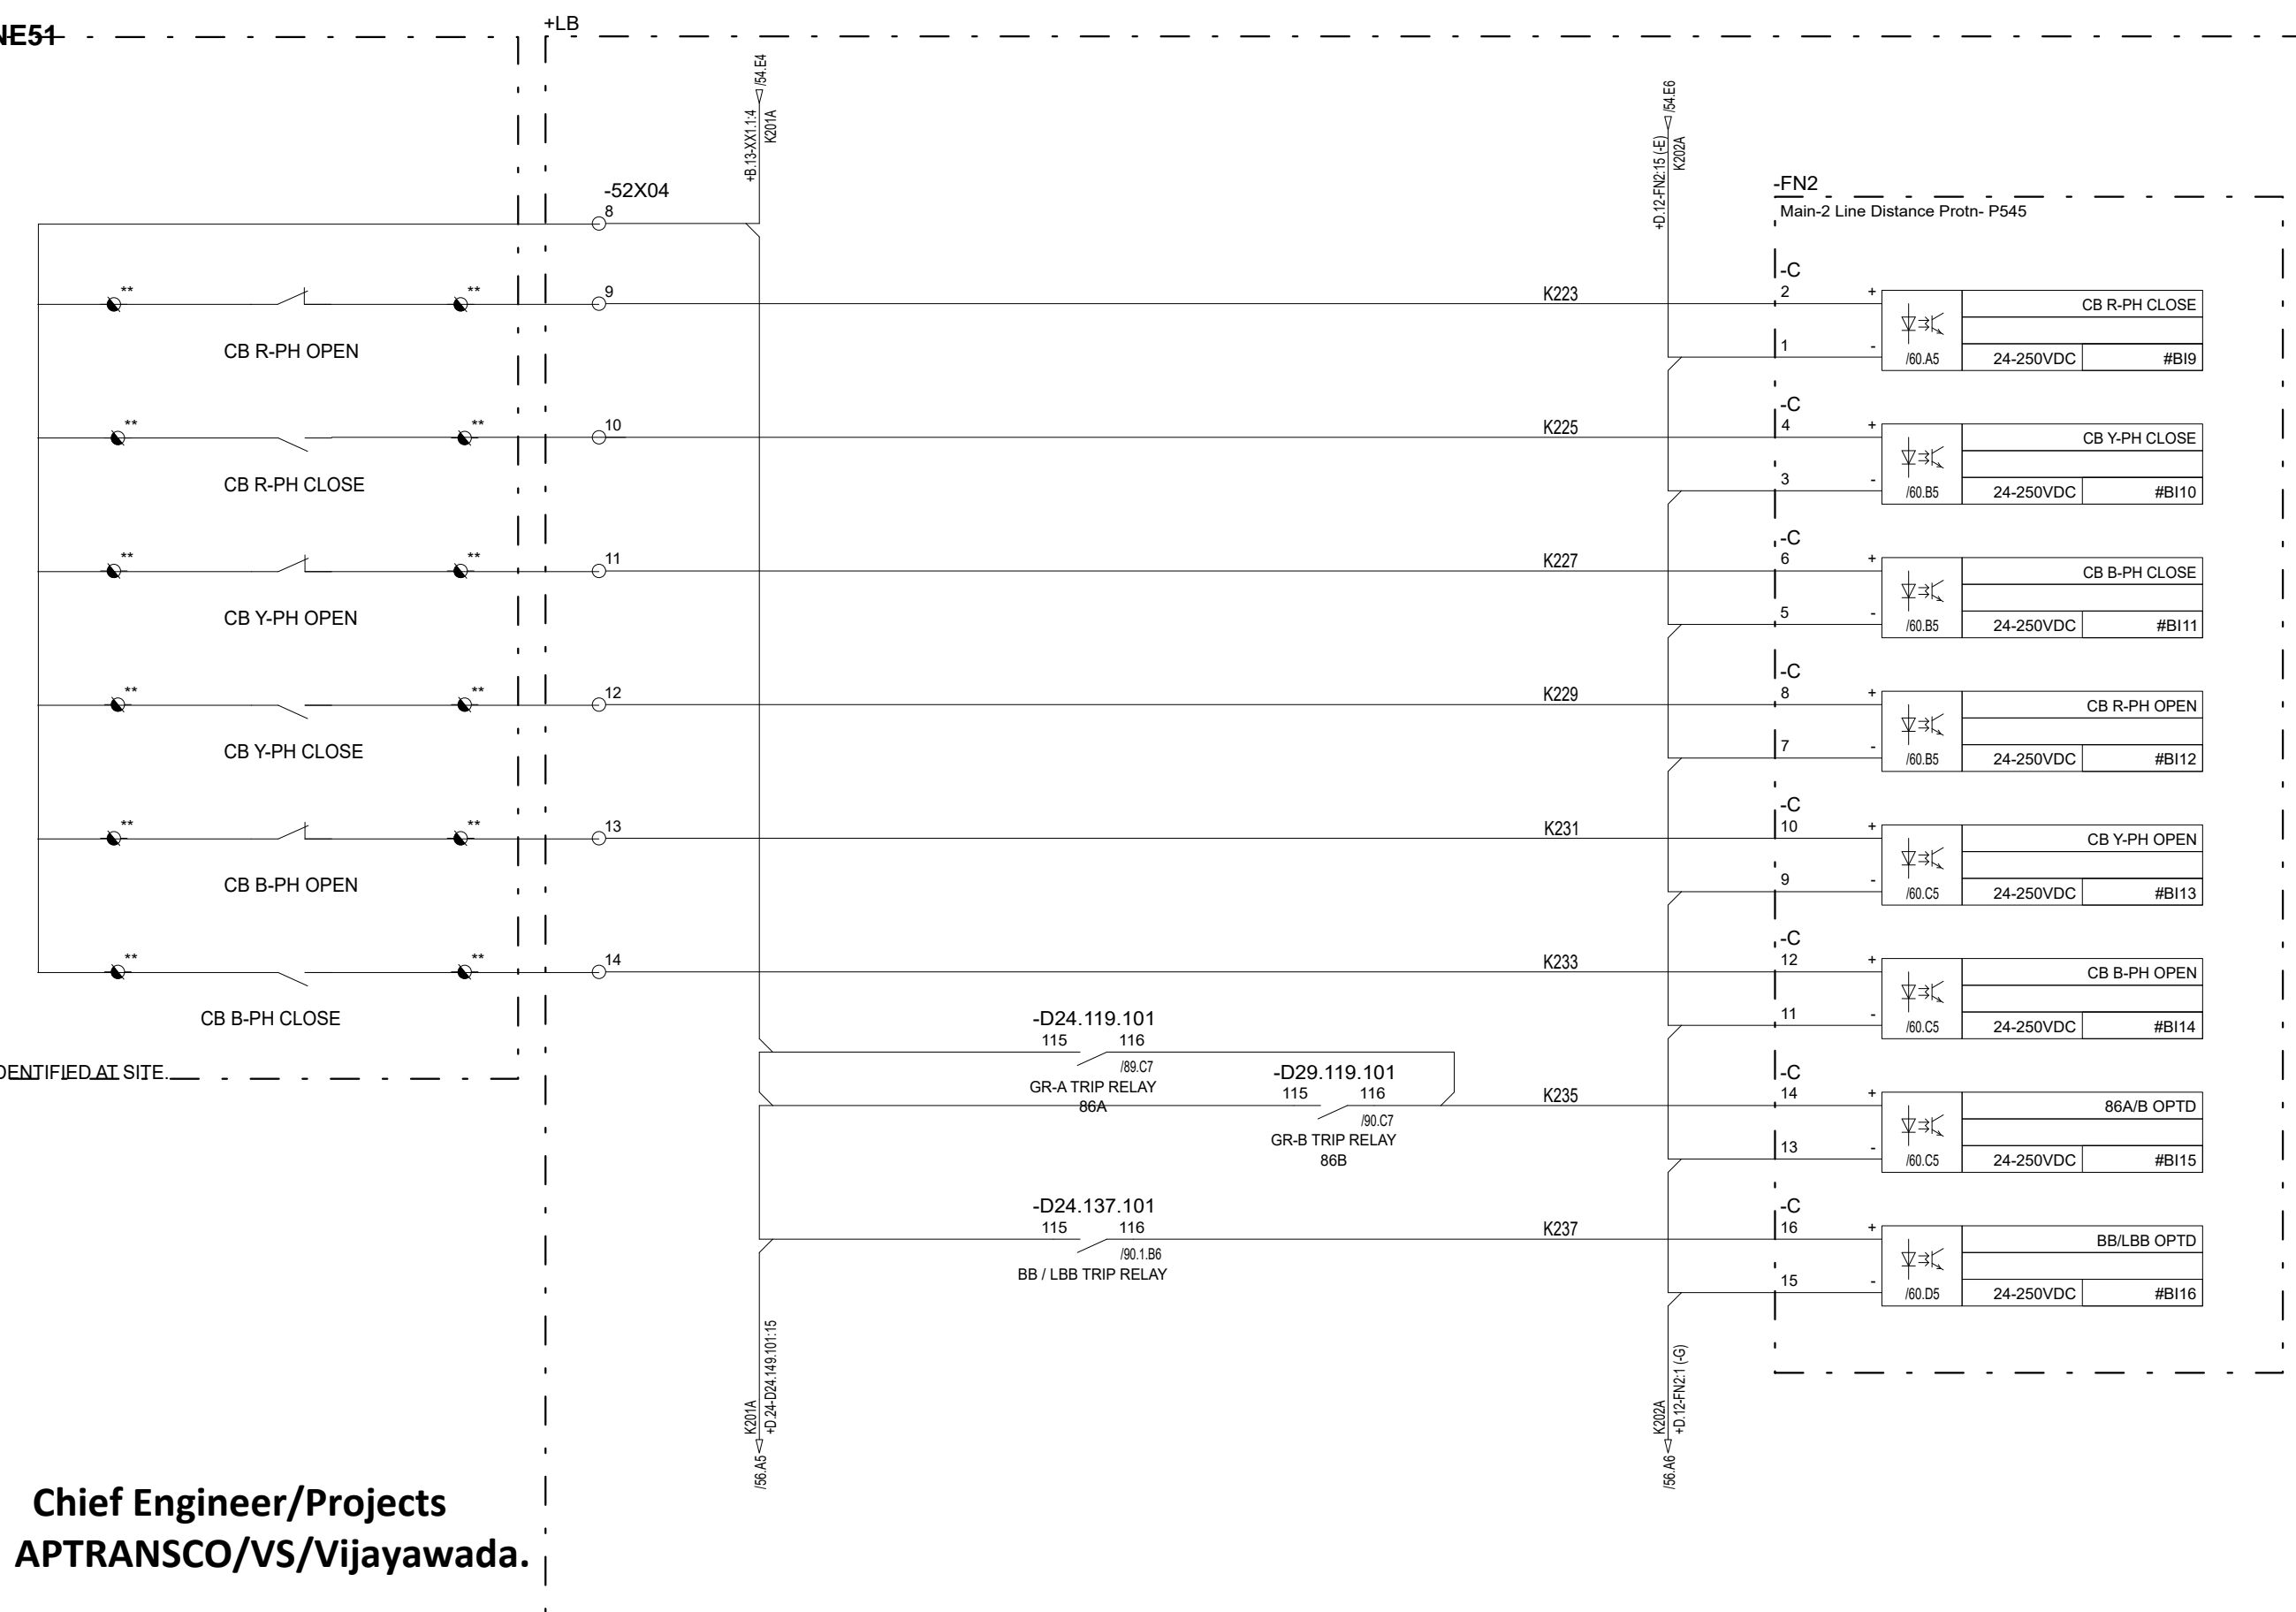 NE51
+LB
/54.E4
+B.13-XX1.1:4
K201A
/54.E6
+D.12-FN2:15 (-E)
K202A
-52X04
8
-FN2
Main-2 Line Distance Protn- P545
** ** 9 K223 -C 2 + CB R-PH CLOSE
CB R-PH OPEN 1 - /60.A5 24-250VDC #BI9
** ** 10 K225 -C 4 + CB Y-PH CLOSE
CB R-PH CLOSE 3 - /60.B5 24-250VDC #BI10
** ** 11 K227 -C 6 + CB B-PH CLOSE
CB Y-PH OPEN 5 - /60.B5 24-250VDC #BI11
** ** 12 K229 -C 8 + CB R-PH OPEN
CB Y-PH CLOSE 7 - /60.B5 24-250VDC #BI12
** ** 13 K231 -C 10 + CB Y-PH OPEN
CB B-PH OPEN 9 - /60.C5 24-250VDC #BI13
** ** 14 K233 -C 12 + CB B-PH OPEN
CB B-PH CLOSE 11 - /60.C5 24-250VDC #BI14
-D24.119.101
115 116
/89.C7
GR-A TRIP RELAY
86A
DENTIFIED AT SITE.
-D29.119.101
115 116
/90.C7
GR-B TRIP RELAY
86B
K235 -C 14 + 86A/B OPTD
13 - /60.C5 24-250VDC #BI15
-D24.137.101
115 116
/90.1.B6
BB / LBB TRIP RELAY
K237 -C 16 + BB/LBB OPTD
15 - /60.D5 24-250VDC #BI16
K201A
+D.24-D24.149.101:15
/56.A5
K202A
+D.12-FN2:1 (-G)
/56.A6
Chief Engineer/Projects
APTRANSCO/VS/Vijayawada.